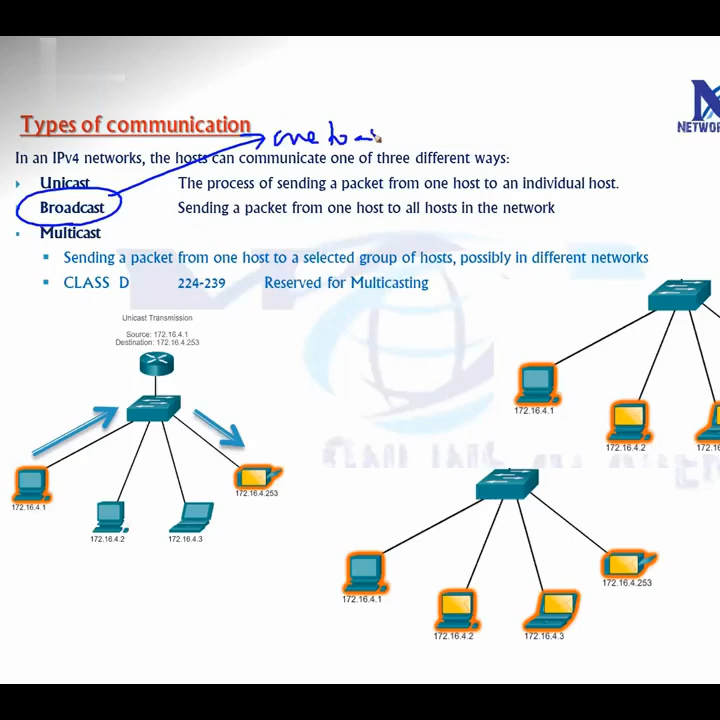 Types of communication
one to
In an IPv4 networks, the hosts can communicate one of three different ways:
Unicast The process of sending a packet from one host to an individual host.
Broadcast Sending a packet from one host to all hosts in the network
Multicast
Sending a packet from one host to a selected group of hosts, possibly in different networks
CLASS D 224-239 Reserved for Multicasting
Unicast Transmission
Source: 172.16.4.1
Destination: 172.16.4.253
172.16.4.1
172.16.4.2
172.16.4.3
172.16.4.253
172.16.4.1
172.16.4.2
172.16.4.1
172.16.4.2
172.16.4.3
172.16.4.253